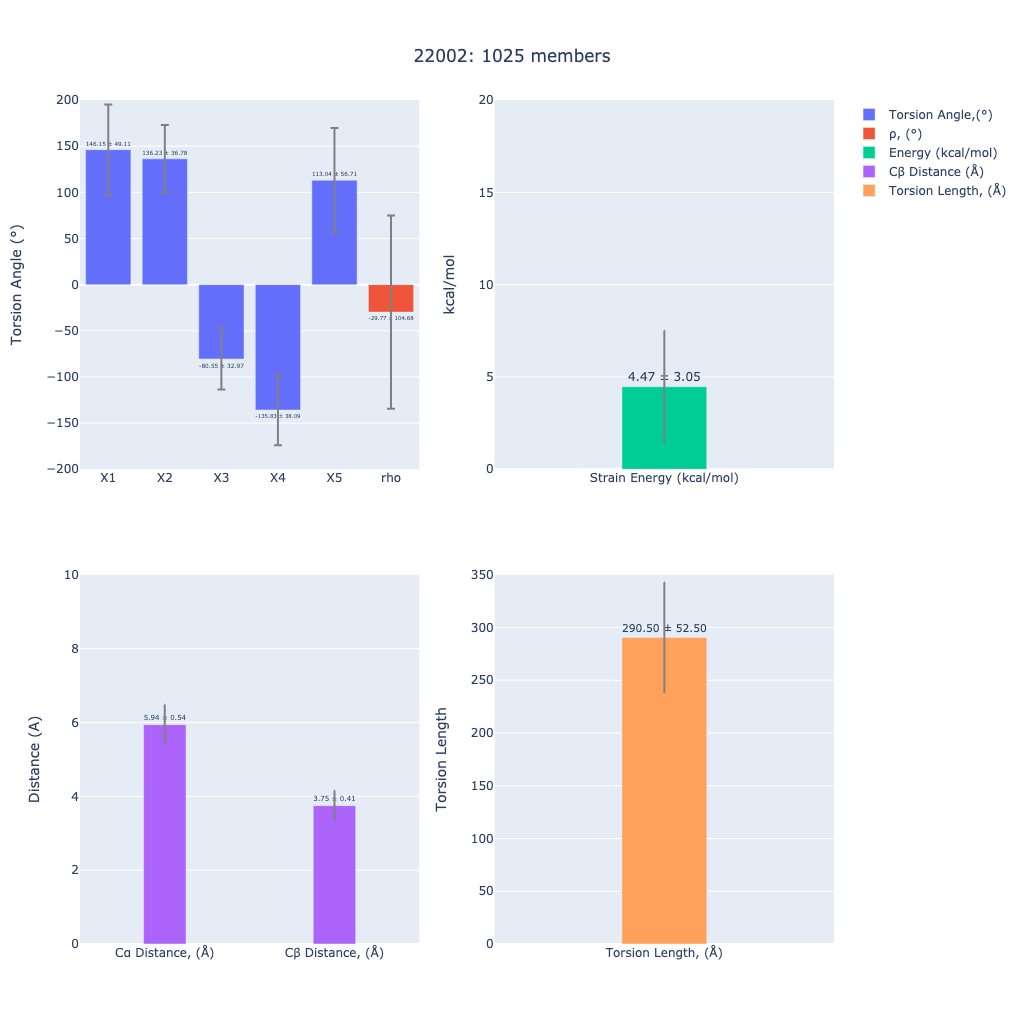 22002: 1025 members
Torsion Angle (°)
200
150
100
50
0
−50
−100
−150
−200
146.15 ± 49.11
136.23 ± 36.78
-80.55 ± 32.97
-135.83 ± 38.09
113.04 ± 56.71
-29.77 ± 104.68
X1 X2 X3 X4 X5 rho
kcal/mol
20
15
10
5
0
4.47 ± 3.05
Strain Energy (kcal/mol)
Torsion Angle,(°)
ρ, (°)
Energy (kcal/mol)
Cβ Distance (Å)
Torsion Length, (Å)
Distance (A)
10
8
6
4
2
0
5.94 ± 0.54
3.75 ± 0.41
Cα Distance, (Å) Cβ Distance, (Å)
Torsion Length
350
300
250
200
150
100
50
0
290.50 ± 52.50
Torsion Length, (Å)